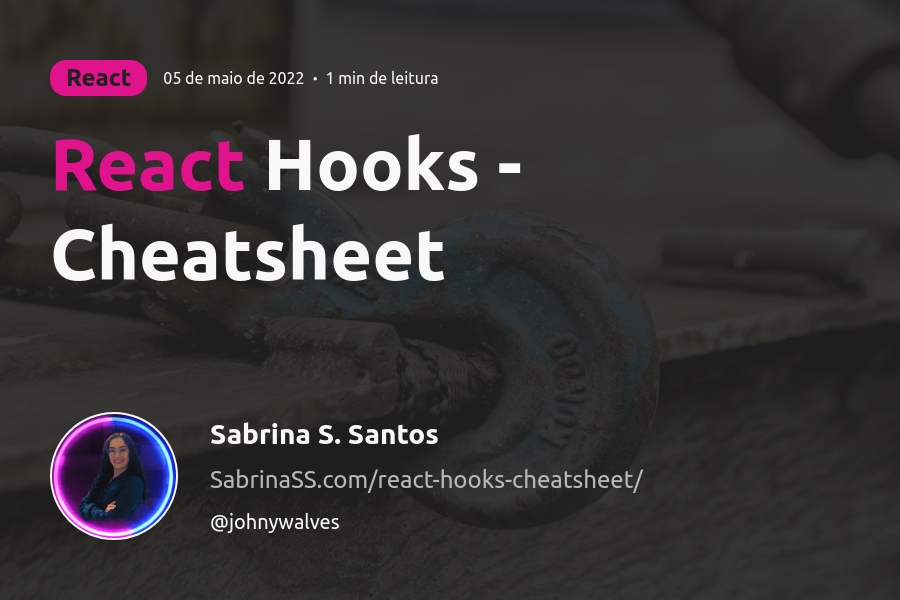 React 05 de maio de 2022 • 1 min de leitura
React Hooks -
Cheatsheet
Sabrina S. Santos
SabrinaSS.com/react-hooks-cheatsheet/
@johnywalves